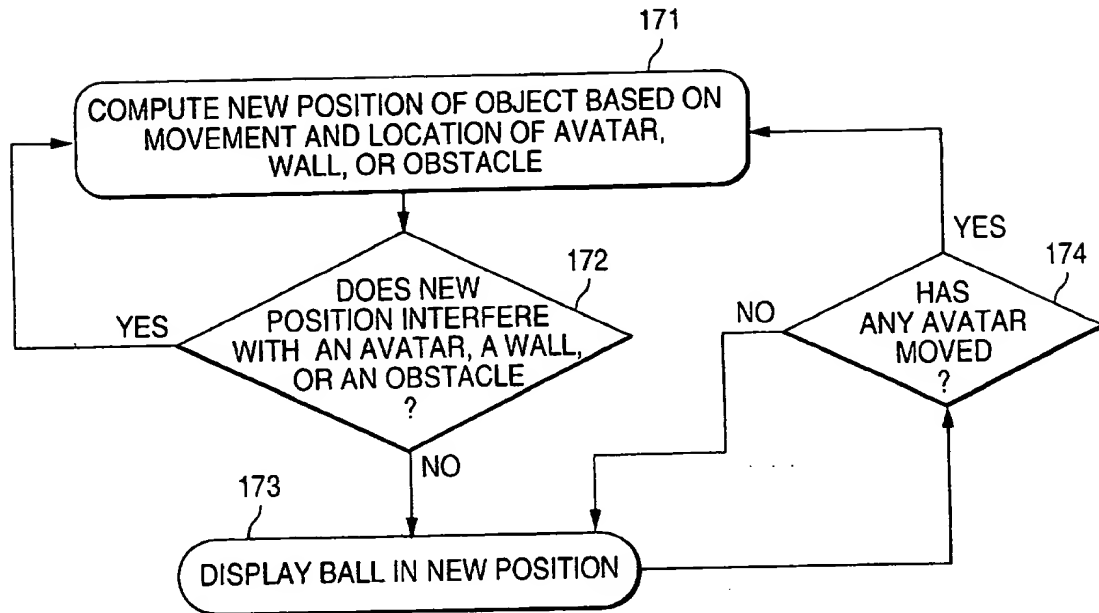 171
COMPUTE NEW POSITION OF OBJECT BASED ON
MOVEMENT AND LOCATION OF AVATAR,
WALL, OR OBSTACLE
172
DOES NEW
POSITION INTERFERE
WITH AN AVATAR, A WALL,
OR AN OBSTACLE
?
YES
NO
173
DISPLAY BALL IN NEW POSITION
174
HAS
ANY AVATAR
MOVED
?
YES
NO